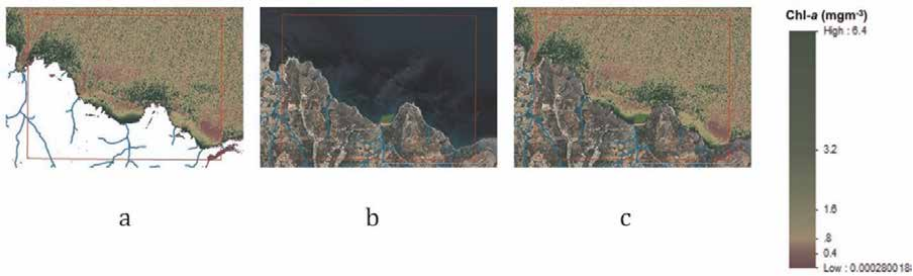 Chl-a (mgm-3)
High : 6.4
3.2
1.6
.8
0.4
Low : 0.000280018
a
b
c